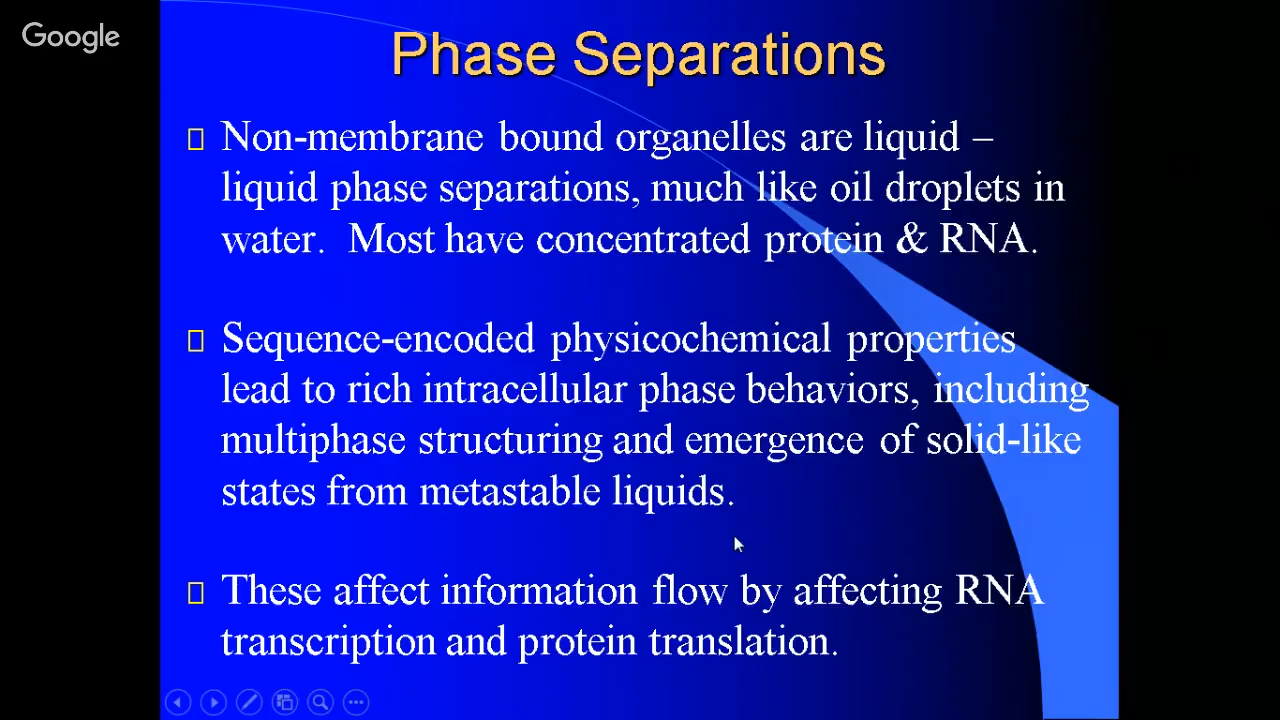 Google
Phase Separations
Non-membrane bound organelles are liquid –
liquid phase separations, much like oil droplets in
water.  Most have concentrated protein & RNA.
Sequence-encoded physicochemical properties
lead to rich intracellular phase behaviors, including
multiphase structuring and emergence of solid-like
states from metastable liquids.
These affect information flow by affecting RNA
transcription and protein translation.